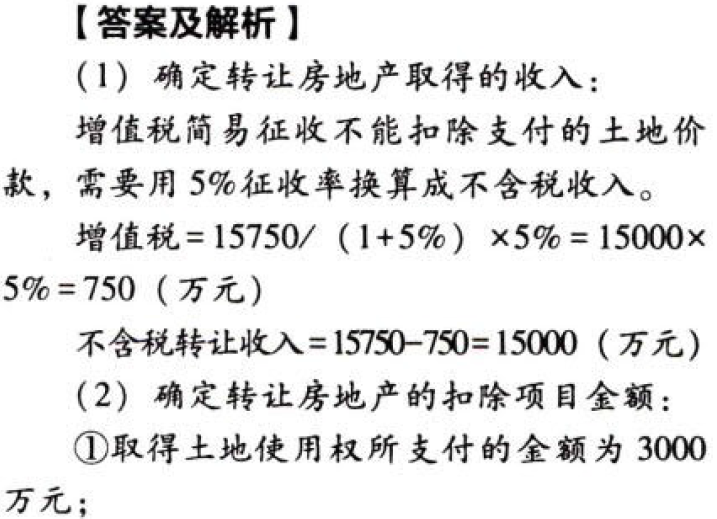 【答案及解析】
（1）确定转让房地产取得的收入：
增值税简易征收不能扣除支付的土地价
款，需要用5%征收率换算成不含税收入。
增值税=15750/（1+5%）×5%=15000×
5%=750（万元）
不含税转让收入=15750-750=15000（万元）
（2）确定转让房地产的扣除项目金额：
①取得土地使用权所支付的金额为3000
万元；